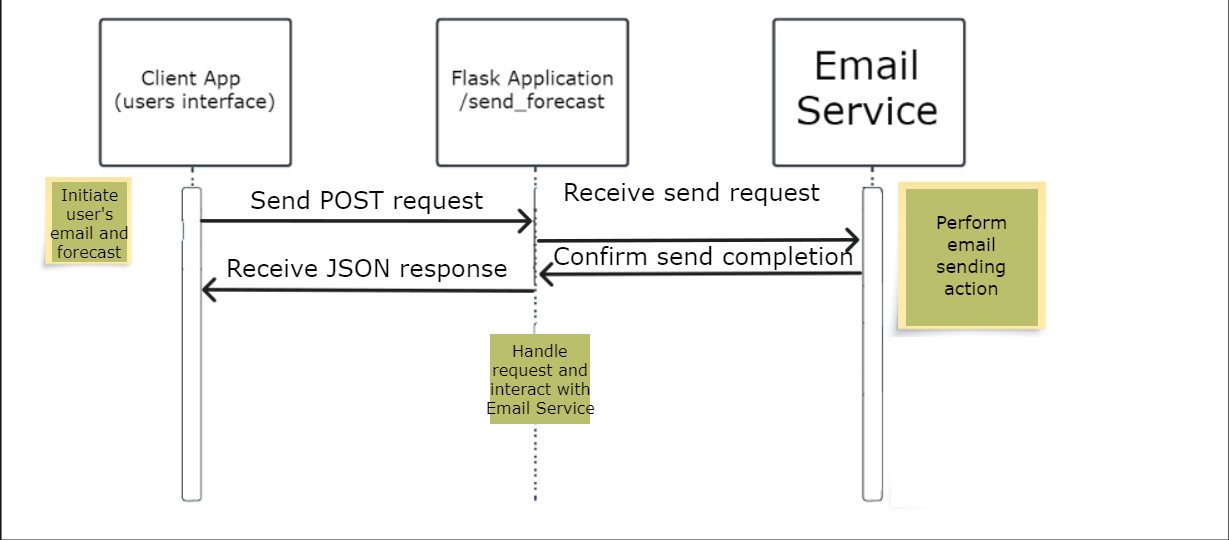 Client App
(users interface)
Flask Application
/send_forecast
Email
Service
Initiate
user's
email and
forecast
Send POST request
Receive send request
Confirm send completion
Receive JSON response
Perform
email
sending
action
Handle
request and
interact with
Email Service